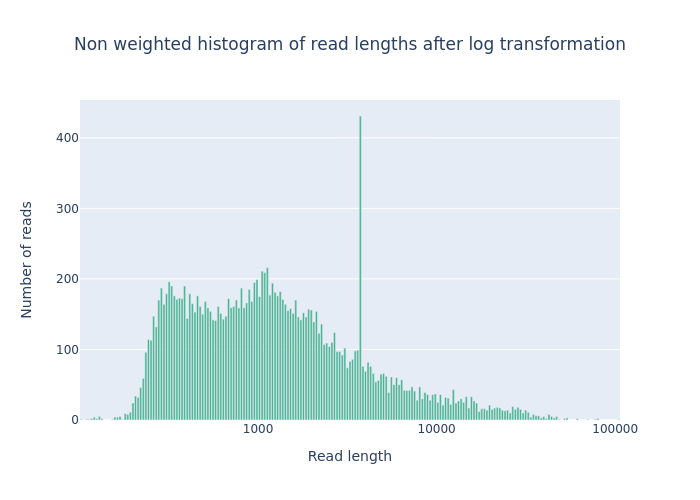 Non weighted histogram of read lengths after log transformation
400
300
200
100
0
1000
10000
100000
Number of reads
Read length